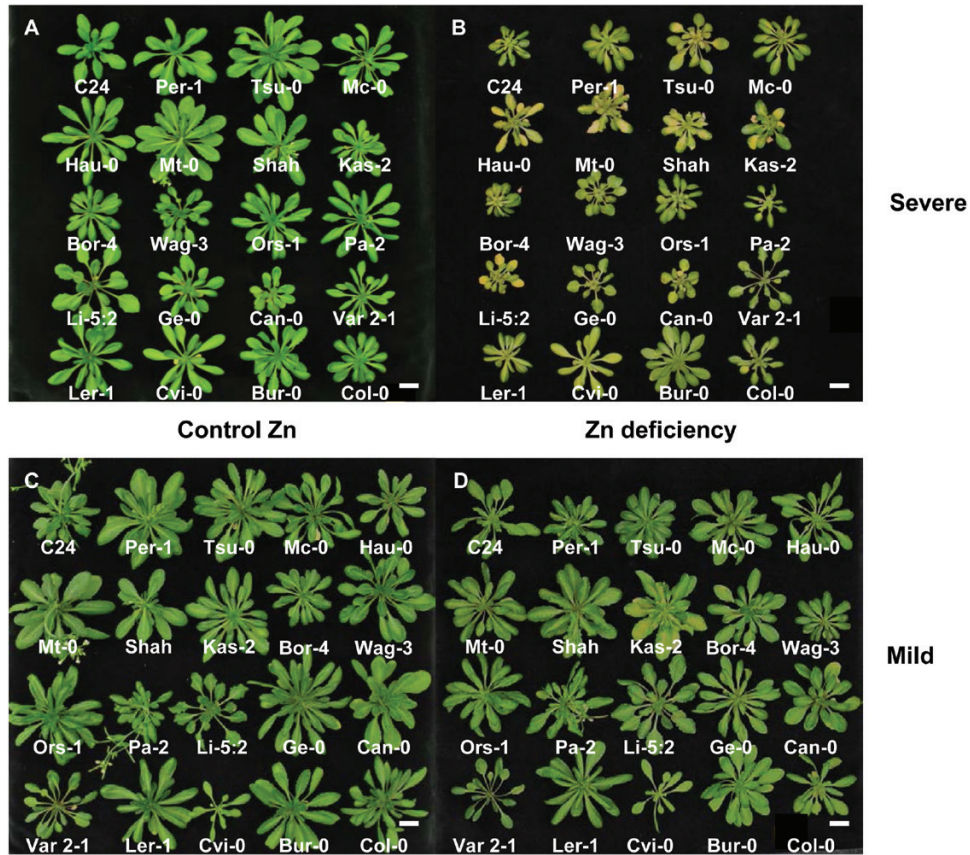 A
B
C24 Per-1 Tsu-0 Mc-0
C24 Per-1 Tsu-0 Mc-0
Hau-0 Mt-0 Shah Kas-2
Hau-0 Mt-0 Shah Kas-2
Severe
Bor-4 Wag-3 Ors-1 Pa-2
Bor-4 Wag-3 Ors-1 Pa-2
Li-5:2 Ge-0 Can-0 Var 2-1
Li-5:2 Ge-0 Can-0 Var 2-1
Ler-1 Cvi-0 Bur-0 Col-0
Ler-1 Cvi-0 Bur-0 Col-0
Control Zn
Zn deficiency
C
D
C24 Per-1 Tsu-0 Mc-0 Hau-0
C24 Per-1 Tsu-0 Mc-0 Hau-0
Mt-0 Shah Kas-2 Bor-4 Wag-3
Mt-0 Shah Kas-2 Bor-4 Wag-3
Mild
Ors-1 Pa-2 Li-5:2 Ge-0 Can-0
Ors-1 Pa-2 Li-5:2 Ge-0 Can-0
Var 2-1 Ler-1 Cvi-0 Bur-0 Col-0
Var 2-1 Ler-1 Cvi-0 Bur-0 Col-0